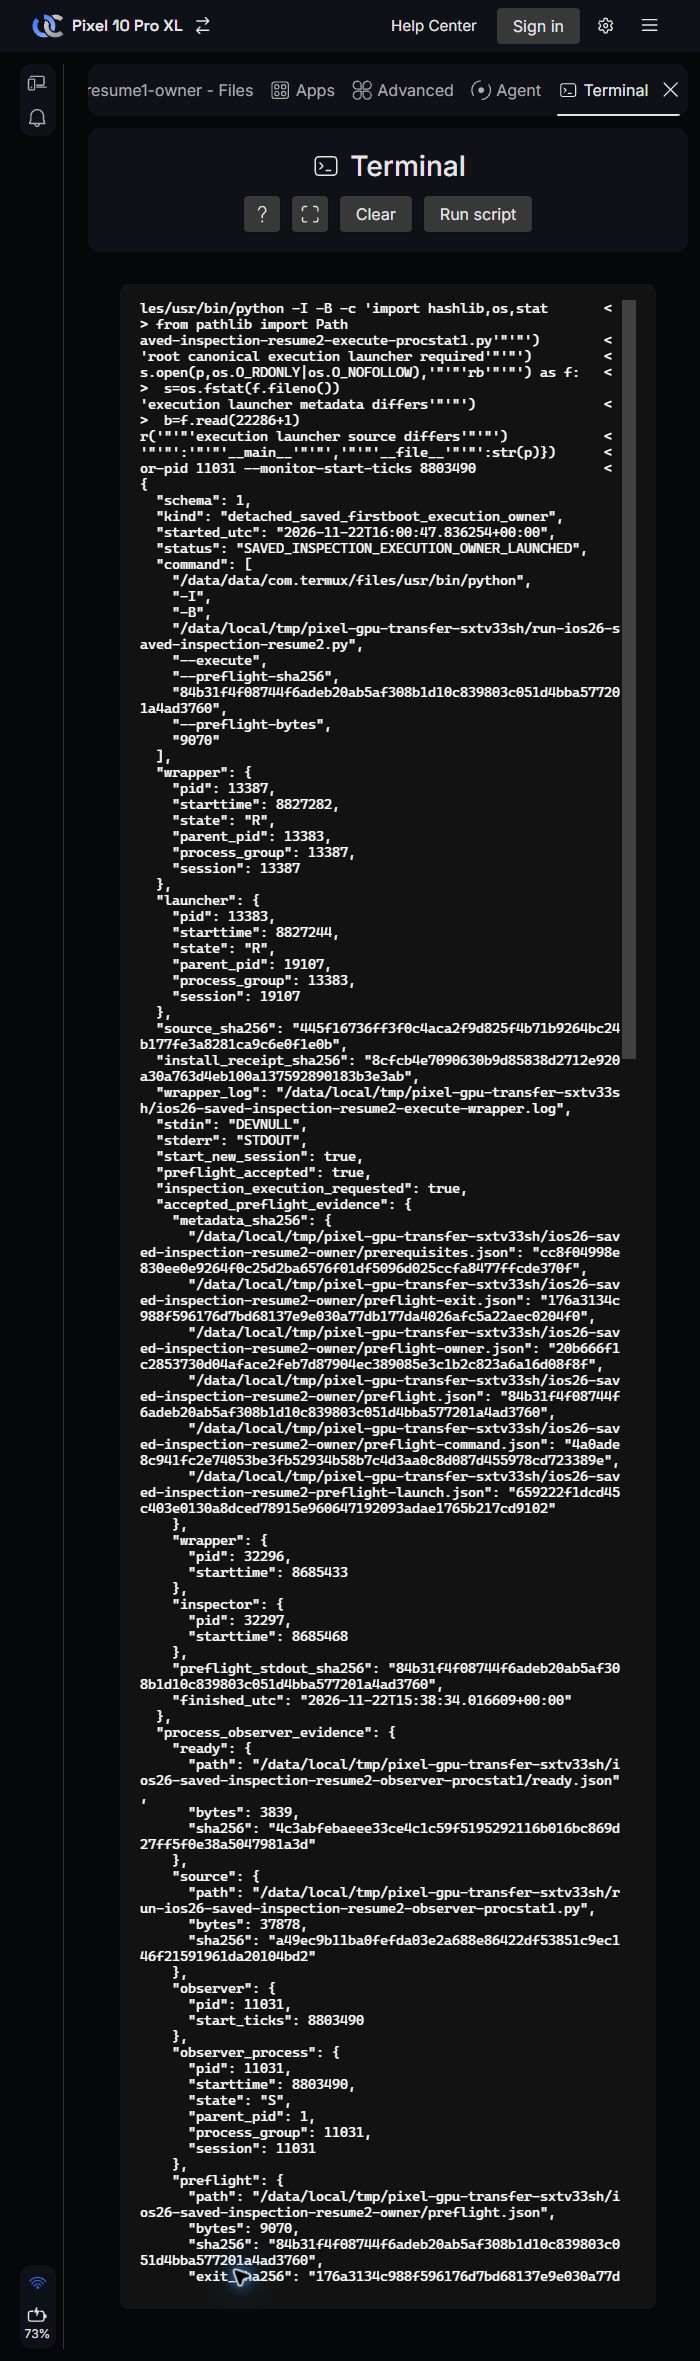 Pixel 10 Pro XL
Help Center
Sign in
resume1-owner - Files
Apps
Advanced
Agent
Terminal
Terminal
?
Clear
Run script
les/usr/bin/python -I -B -c 'import hashlib,os,stat <
> from pathlib import Path
aved-inspection-resume2-execute-procstat1.py'"'"') <
'root canonical execution launcher required'"'"') <
s.open(p,os.O_RDONLY|os.O_NOFOLLOW),'"'"'rb'"'"') as f: <
>  s=os.fstat(f.fileno())
'execution launcher metadata differs'"'"') <
>  b=f.read(22286+1)
r('"'"'execution launcher source differs'"'"') <
'"'"':'"'"'__main__'"'"','"'"'__file__'"'"':str(p)}) <
or-pid 11031 --monitor-start-ticks 8803490 <
{
"schema": 1,
"kind": "detached_saved_firstboot_execution_owner",
"started_utc": "2026-11-22T16:00:47.836254+00:00",
"status": "SAVED_INSPECTION_EXECUTION_OWNER_LAUNCHED",
"command": [
"/data/data/com.termux/files/usr/bin/python",
"-I",
"-B",
"/data/local/tmp/pixel-gpu-transfer-sxtv33sh/run-ios26-s
aved-inspection-resume2.py",
"--execute",
"--preflight-sha256",
"84b31f4f08744f6adeb20ab5af308b1d10c839803c051d4bba57720
1a4ad3760",
"--preflight-bytes",
"9070"
],
"wrapper": {
"pid": 13387,
"starttime": 8827282,
"state": "R",
"parent_pid": 13383,
"process_group": 13387,
"session": 13387
},
"launcher": {
"pid": 13383,
"starttime": 8827244,
"state": "R",
"parent_pid": 19107,
"process_group": 13383,
"session": 19107
},
"source_sha256": "445f16736ff3f0c4aca2f9d825f4b71b9264bc24
b177fe3a8281ca9c6e0f1e0b",
"install_receipt_sha256": "8cfcb4e7090630b9d85838d2712e920
a30a763d4eb100a137592890183b3e3ab",
"wrapper_log": "/data/local/tmp/pixel-gpu-transfer-sxtv33s
h/ios26-saved-inspection-resume2-execute-wrapper.log",
"stdin": "DEVNULL",
"stderr": "STDOUT",
"start_new_session": true,
"preflight_accepted": true,
"inspection_execution_requested": true,
"accepted_preflight_evidence": {
"metadata_sha256": {
"/data/local/tmp/pixel-gpu-transfer-sxtv33sh/ios26-sav
ed-inspection-resume2-owner/prerequisites.json": "cc8f04998e
830ee0e9264f0c25d2ba6576f01df5096d025ccfa8477ffcde370f",
"/data/local/tmp/pixel-gpu-transfer-sxtv33sh/ios26-sav
ed-inspection-resume2-owner/preflight-exit.json": "176a3134c
988f596176d7bd68137e9e030a77db177da4026afc5a22aec0204f0",
"/data/local/tmp/pixel-gpu-transfer-sxtv33sh/ios26-sav
ed-inspection-resume2-owner/preflight-owner.json": "20b666f1
c2853730d04aface2feb7d87904ec389085e3c1b2c823a6a16d08f8f",
"/data/local/tmp/pixel-gpu-transfer-sxtv33sh/ios26-sav
ed-inspection-resume2-owner/preflight.json": "84b31f4f08744f
6adeb20ab5af308b1d10c839803c051d4bba577201a4ad3760",
"/data/local/tmp/pixel-gpu-transfer-sxtv33sh/ios26-sav
ed-inspection-resume2-owner/preflight-command.json": "4a0ade
8c941fc2e74053be3fb52934b58b7c4d3aa0c8d087d455978cd723389e",
"/data/local/tmp/pixel-gpu-transfer-sxtv33sh/ios26-sav
ed-inspection-resume2-preflight-launch.json": "659222f1dcd45
c403e0130a8dced78915e960647192093adae1765b217cd9102"
},
"wrapper": {
"pid": 32296,
"starttime": 8685433
},
"inspector": {
"pid": 32297,
"starttime": 8685468
},
"preflight_stdout_sha256": "84b31f4f08744f6adeb20ab5af30
8b1d10c839803c051d4bba577201a4ad3760",
"finished_utc": "2026-11-22T15:38:34.016609+00:00"
},
"process_observer_evidence": {
"ready": {
"path": "/data/local/tmp/pixel-gpu-transfer-sxtv33sh/i
os26-saved-inspection-resume2-observer-procstat1/ready.json"
,
"bytes": 3839,
"sha256": "4c3abfebaeee33ce4c1c59f5195292116b016bc869d
27ff5f0e38a5047981a3d"
},
"source": {
"path": "/data/local/tmp/pixel-gpu-transfer-sxtv33sh/r
un-ios26-saved-inspection-resume2-observer-procstat1.py",
"bytes": 37878,
"sha256": "a49ec9b11ba0fefda03e2a688e86422df53851c9ec1
46f21591961da20104bd2"
},
"observer": {
"pid": 11031,
"start_ticks": 8803490
},
"observer_process": {
"pid": 11031,
"starttime": 8803490,
"state": "S",
"parent_pid": 1,
"process_group": 11031,
"session": 11031
},
"preflight": {
"path": "/data/local/tmp/pixel-gpu-transfer-sxtv33sh/i
os26-saved-inspection-resume2-owner/preflight.json",
"bytes": 9070,
"sha256": "84b31f4f08744f6adeb20ab5af308b1d10c839803c0
51d4bba577201a4ad3760",
"exit_sha256": "176a3134c988f596176d7bd68137e9e030a77d
73%